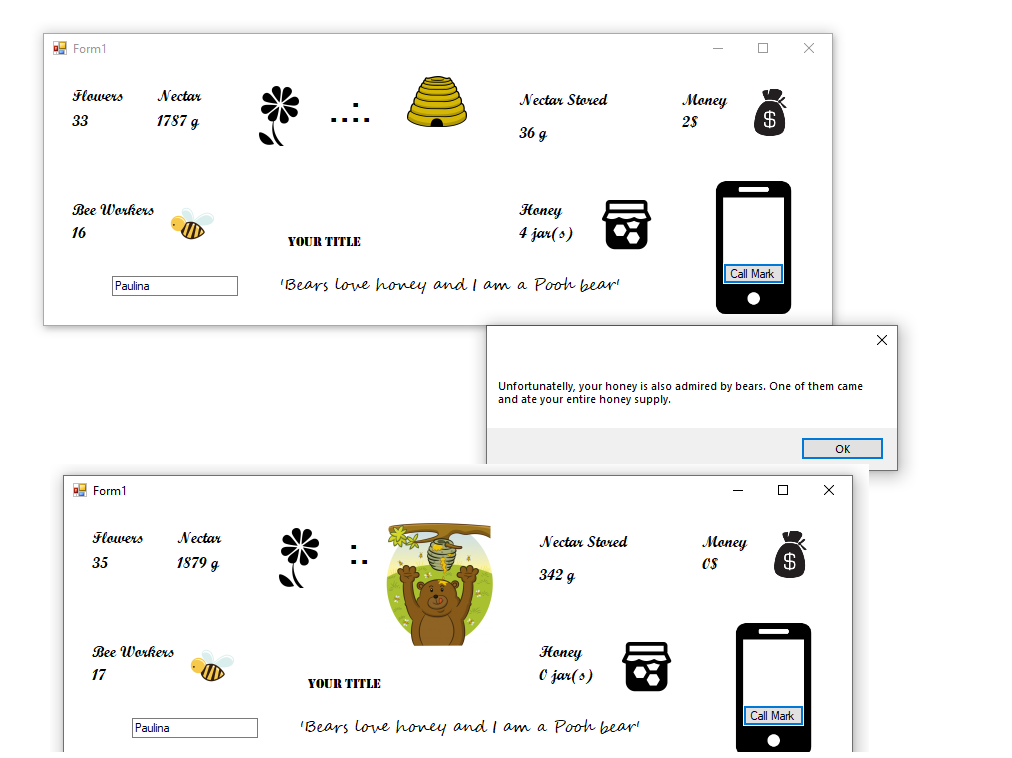 Form1
Flowers Nectar Nectar Stored Money
33 1787 g 36 g 2$
Bee Workers Honey
16 4 jar(s)
YOUR TITLE
Call Mark
Paulina 'Bears love honey and I am a Pooh bear'
Unfortunatelly, your honey is also admired by bears. One of them came
and ate your entire honey supply.
OK
Form1
Flowers Nectar Nectar Stored Money
35 1879 g 342 g 0$
Bee Workers Honey
17 0 jar(s)
YOUR TITLE
Call Mark
Paulina 'Bears love honey and I am a Pooh bear'